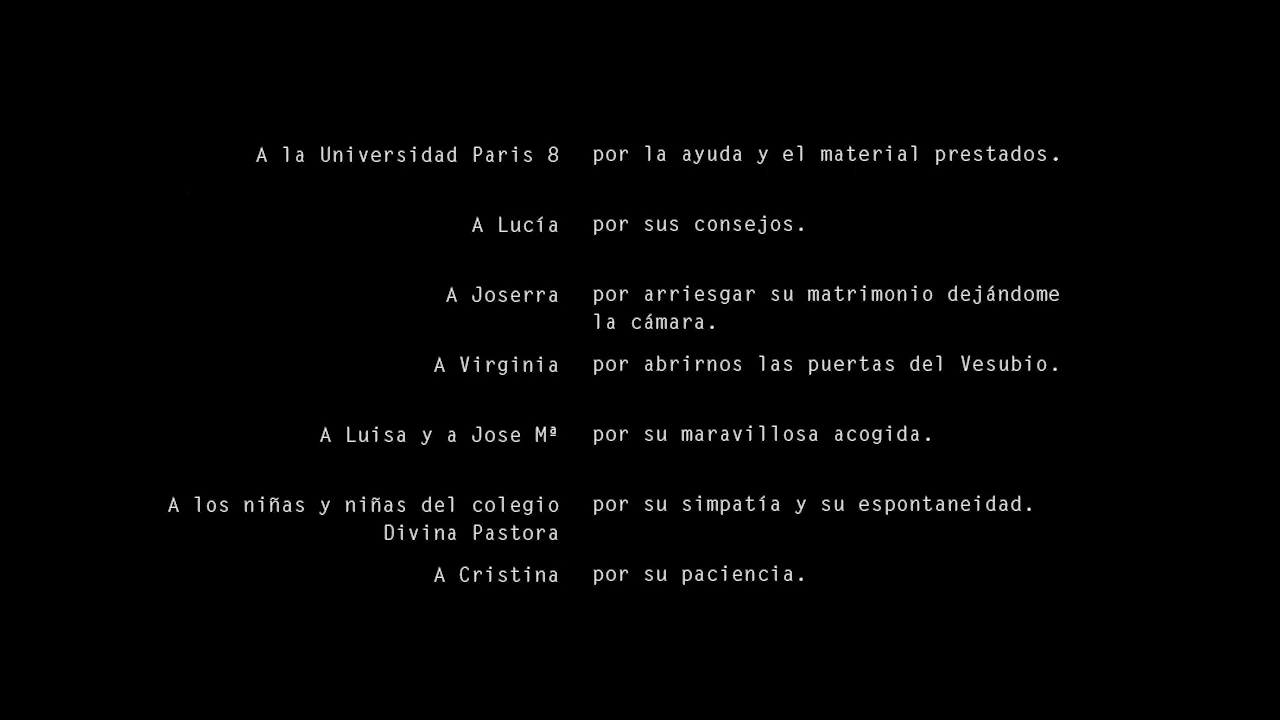 A la Universidad Paris 8 por la ayuda y el material prestados.
A Lucía por sus consejos.
A Joserra por arriesgar su matrimonio dejándome
la cámara.
A Virginia por abrirnos las puertas del Vesubio.
A Luisa y a Jose Mª por su maravillosa acogida.
A los niñas y niñas del colegio por su simpatía y su espontaneidad.
Divina Pastora
A Cristina por su paciencia.